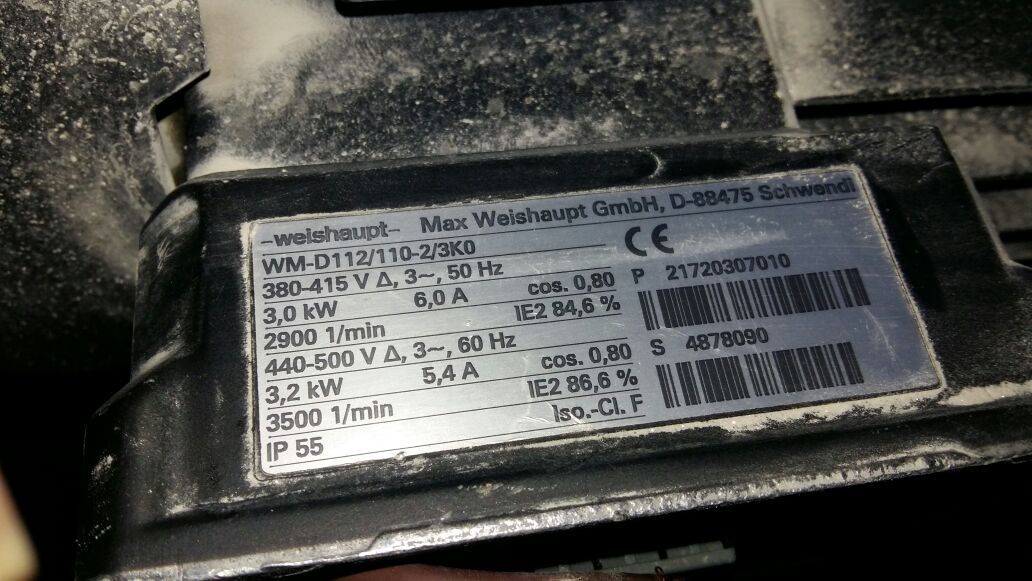 -weishaupt- Max Weishaupt GmbH, D-88475 Schwendi
WM-D112/110-2/3K0
CE
380-415 V Δ, 3~, 50 Hz
3,0 kW 6,0 A cos. 0,80
2900 1/min IE2 84,6 %
440-500 V Δ, 3~, 60 Hz
3,2 kW 5,4 A cos. 0,80
3500 1/min IE2 86,6 %
IP 55 Iso.-Cl. F
P 21720307010
S 4878090